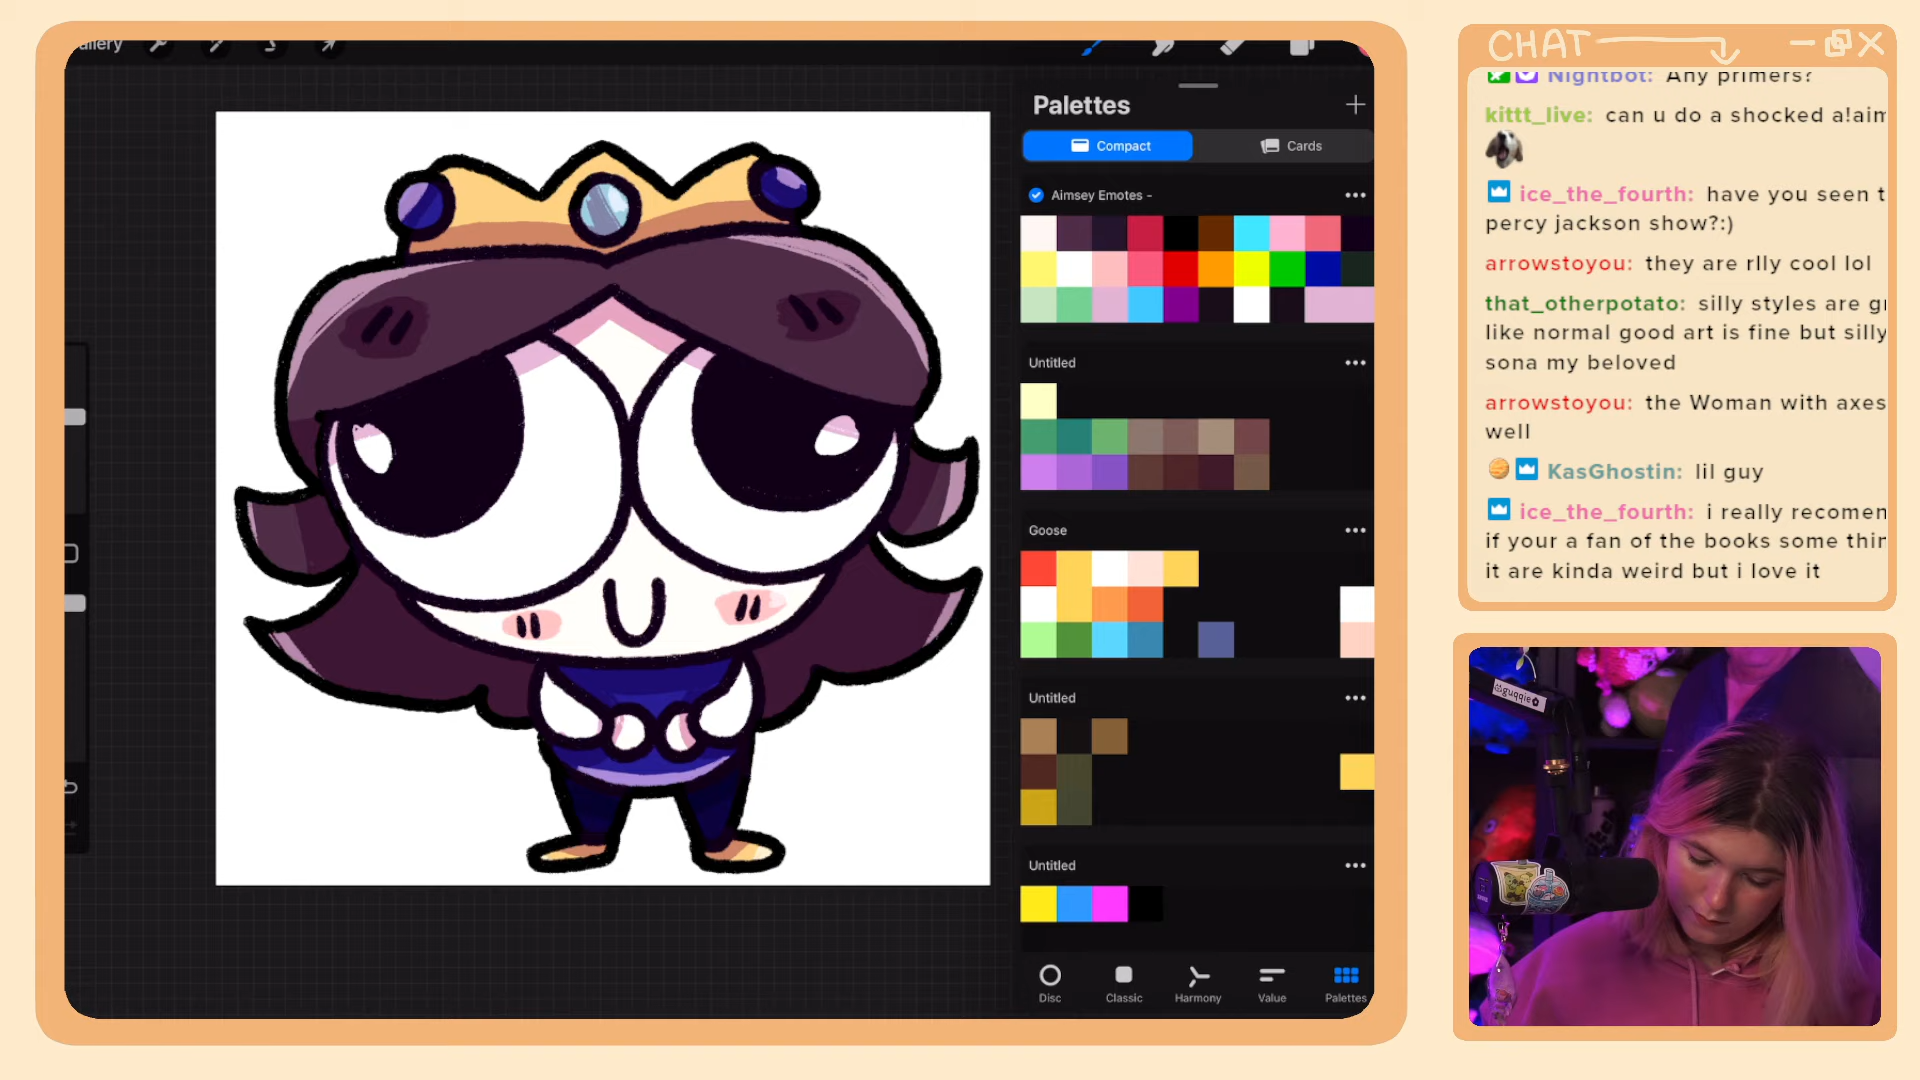 allery
Palettes
Compact
Cards
Aimsey Emotes -
Untitled
Goose
Untitled
Untitled
Disc
Classic
Harmony
Value
Palettes
CHAT
Nightbot: Any primers?
kittt_live: can u do a shocked a!aim
ice_the_fourth: have you seen t
percy jackson show?:)
arrowstoyou: they are rlly cool lol
that_otherpotato: silly styles are gr
like normal good art is fine but silly
sona my beloved
arrowstoyou: the Woman with axes
well
KasGhostin: lil guy
ice_the_fourth: i really recomen
if your a fan of the books some thin
it are kinda weird but i love it
@guqqie